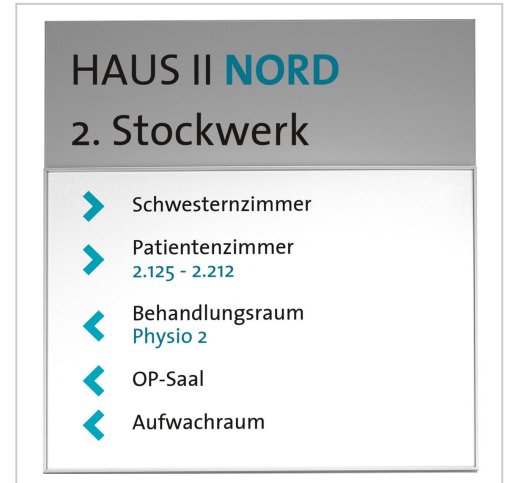 HAUS II NORD
2. Stockwerk
Schwesternzimmer
Patientenzimmer
2.125 - 2.212
Behandlungsraum
Physio 2
OP-Saal
Aufwachraum